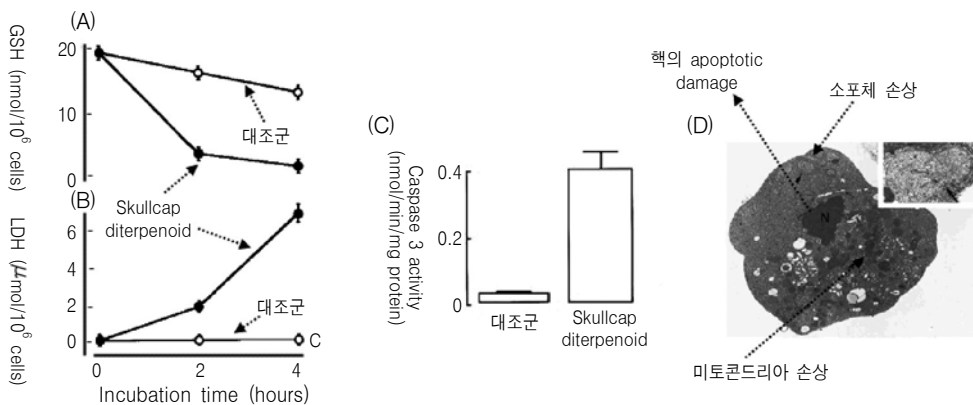 (A)
GSH (nmol/10⁶ cells)
20
10
0
대조군
Skullcap
diterpenoid
(B)
LDH (μmol/10⁶ cells)
6
4
2
0
대조군
C
0
2
4
Incubation time (hours)
(C)
Caspase 3 activity
(nmol/min/mg protein)
0.4
0.2
0
대조군
Skullcap
diterpenoid
(D)
핵의 apoptotic
damage
소포체 손상
N
미토콘드리아 손상